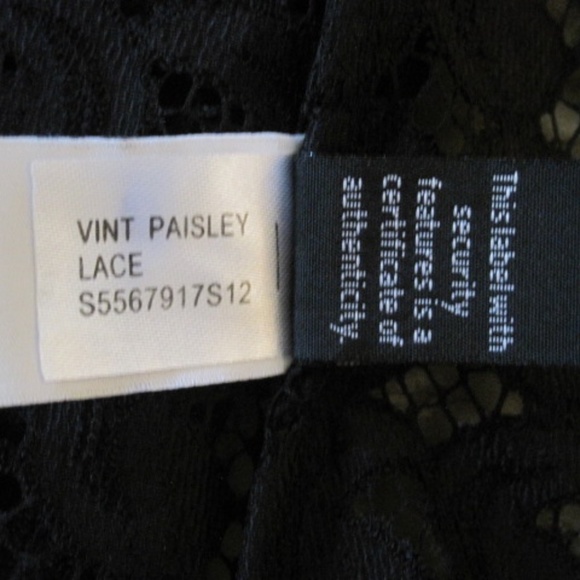 VINT PAISLEY
LACE
S5567917S12
This label with
security
features is a
certificate of
authenticity.